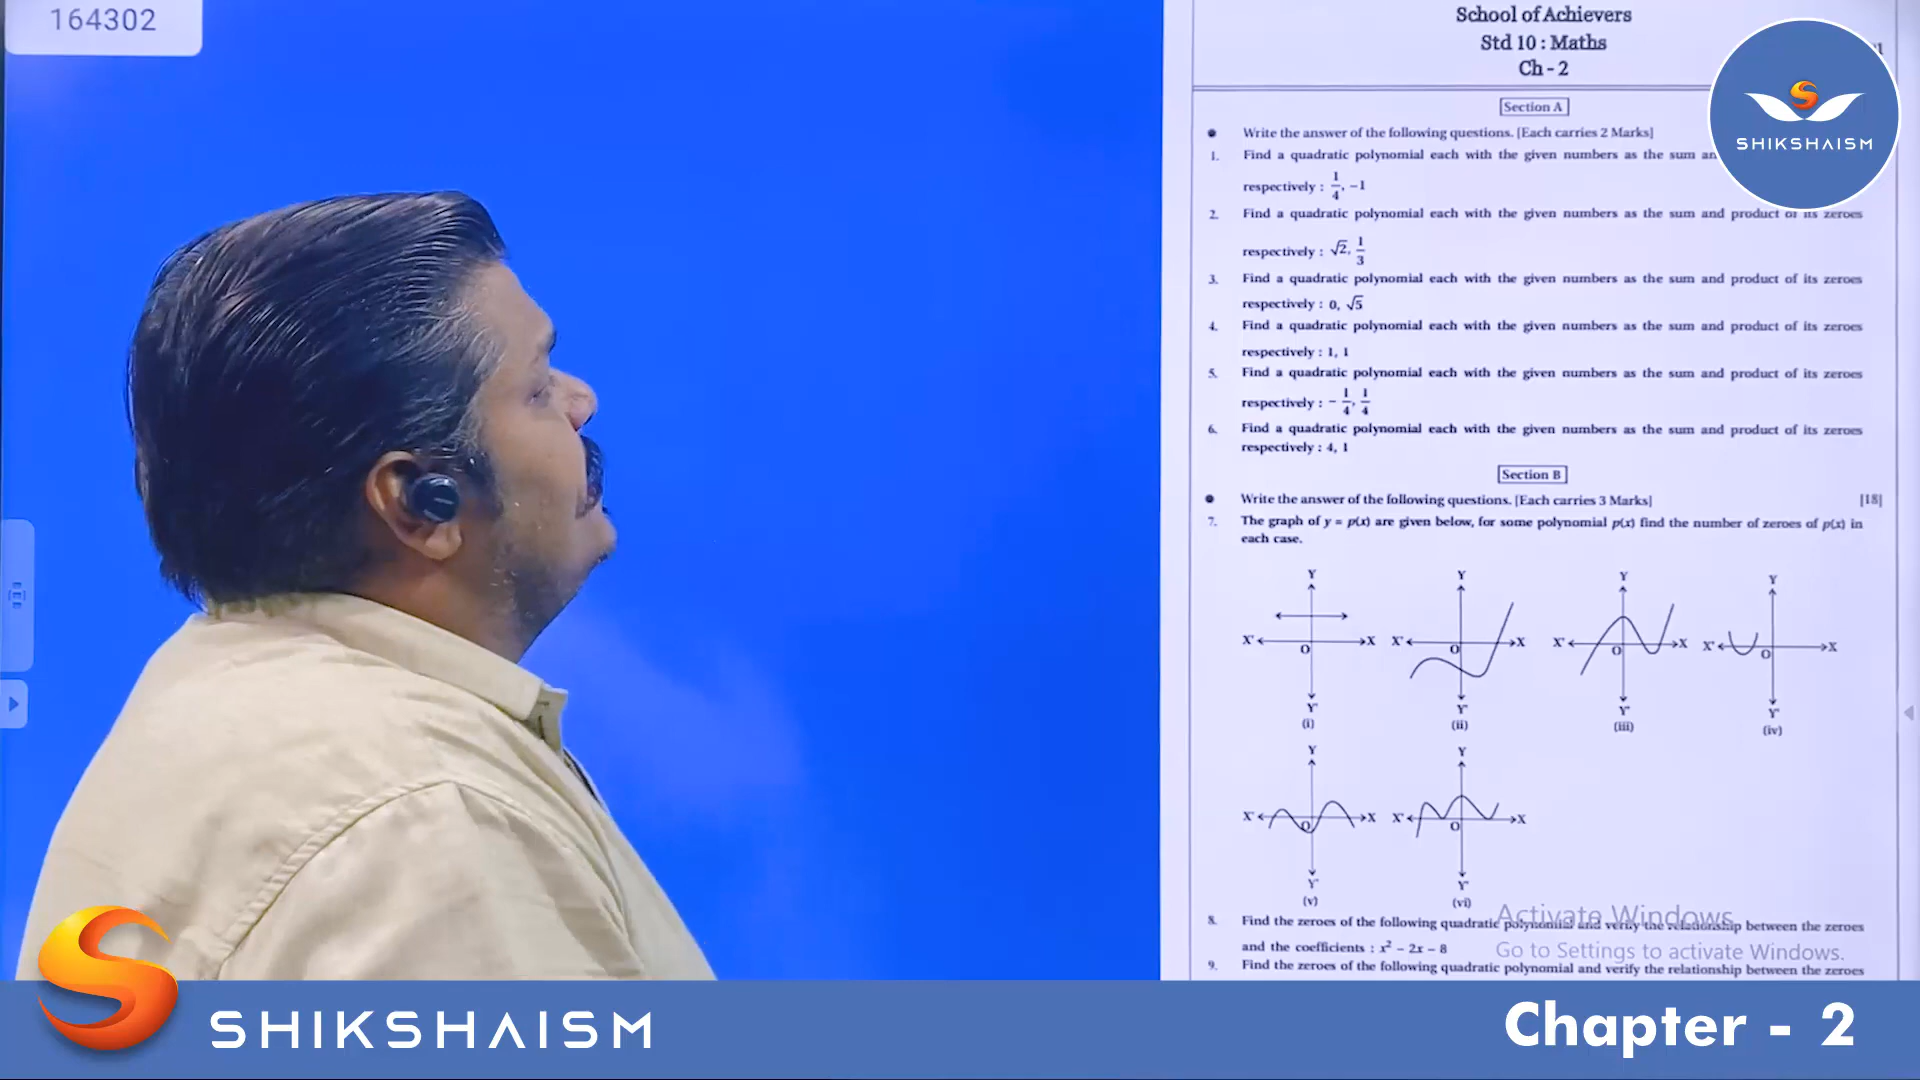 164302
School of Achievers
Std 10 : Maths
Ch - 2
Section A
Write the answer of the following questions. [Each carries 2 Marks]
1. Find a quadratic polynomial each with the given numbers as the sum an
respectively : 1/4, -1
2. Find a quadratic polynomial each with the given numbers as the sum and product of its zeroes
respectively : √2, 1/3
3. Find a quadratic polynomial each with the given numbers as the sum and product of its zeroes
respectively : 0, √5
4. Find a quadratic polynomial each with the given numbers as the sum and product of its zeroes
respectively : 1, 1
5. Find a quadratic polynomial each with the given numbers as the sum and product of its zeroes
respectively : - 1/4, 1/4
6. Find a quadratic polynomial each with the given numbers as the sum and product of its zeroes
respectively : 4, 1
Section B
Write the answer of the following questions. [Each carries 3 Marks] [18]
7. The graph of y = p(x) are given below, for some polynomial p(x) find the number of zeroes of p(x) in
each case.
Y Y Y Y
X' O X X' O X X' O X X' O X
Y' Y' Y' Y'
(i) (ii) (iii) (iv)
Y Y
X' O X X' O X
Y' Y'
(v) (vi)
8. Find the zeroes of the following quadratic polynomial and verify the relationship between the zeroes
and the coefficients : x² - 2x - 8
9. Find the zeroes of the following quadratic polynomial and verify the relationship between the zeroes
Activate Windows
Go to Settings to activate Windows.
SHIKSHAISM
SHIKSHAISM
Chapter - 2